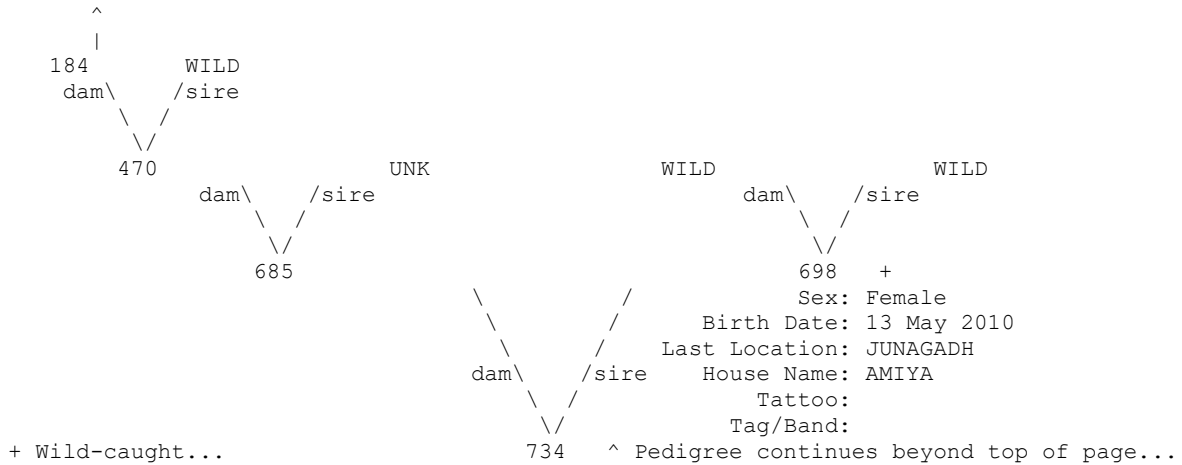 ^
|
184 WILD
dam\ /sire
\ /
\/
470 UNK WILD WILD
dam\ /sire dam\ /sire
\ / \ /
\/ \/
685 698 +
\ / Sex: Female
\ / Birth Date: 13 May 2010
\ / Last Location: JUNAGADH
dam\ /sire House Name: AMIYA
\ / Tattoo:
\/ Tag/Band:
+ Wild-caught... 734 ^ Pedigree continues beyond top of page...